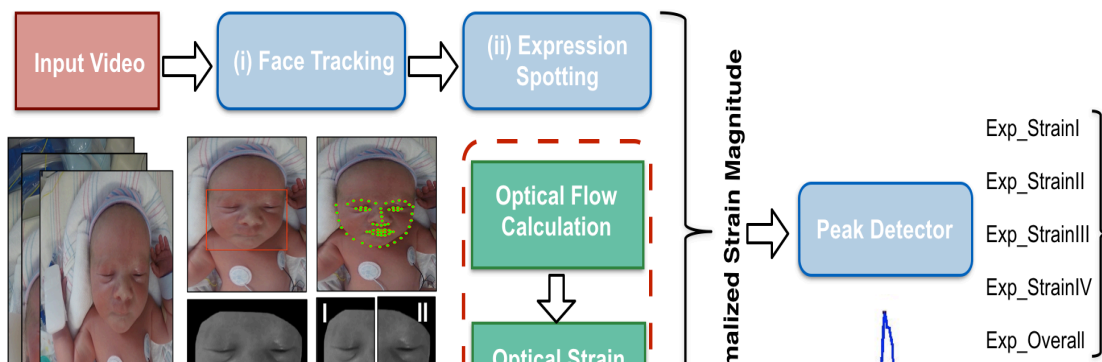 Input Video
(i) Face Tracking
(ii) Expression
Spotting
Optical Flow
Calculation
Optical Strain
I
II
malized Strain Magnitude
Peak Detector
Exp_StrainI
Exp_StrainII
Exp_StrainIII
Exp_StrainIV
Exp_Overall